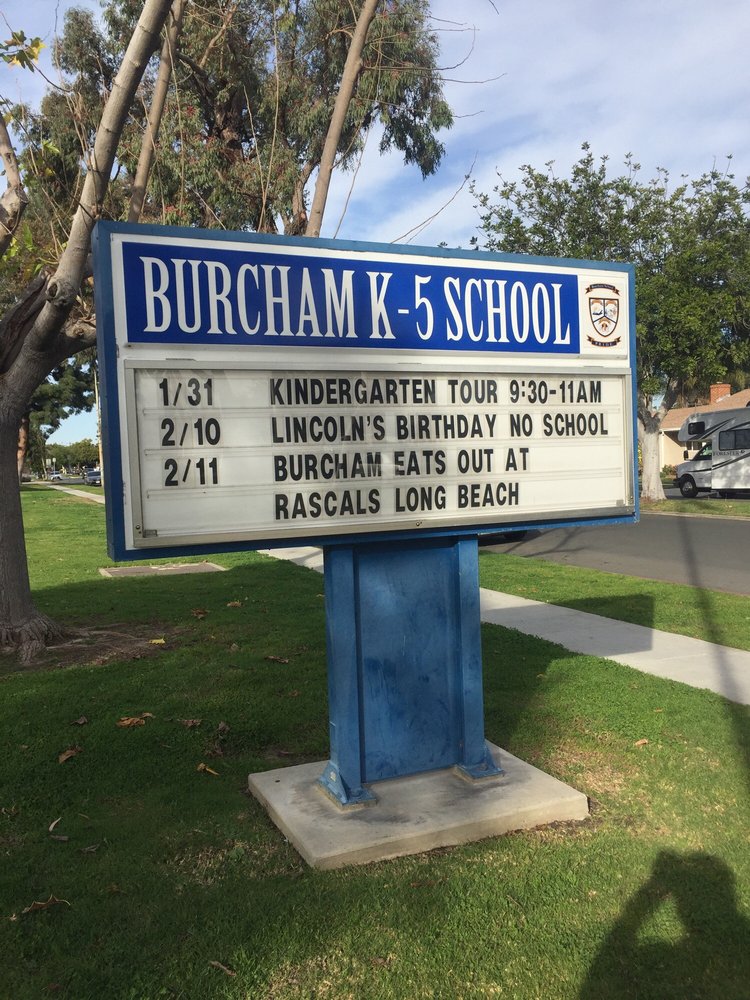 BURCHAM K-5 SCHOOL
PRIDE
1/31 KINDERGARTEN TOUR 9:30-11AM
2/10 LINCOLN'S BIRTHDAY NO SCHOOL
2/11 BURCHAM EATS OUT AT
RASCALS LONG BEACH